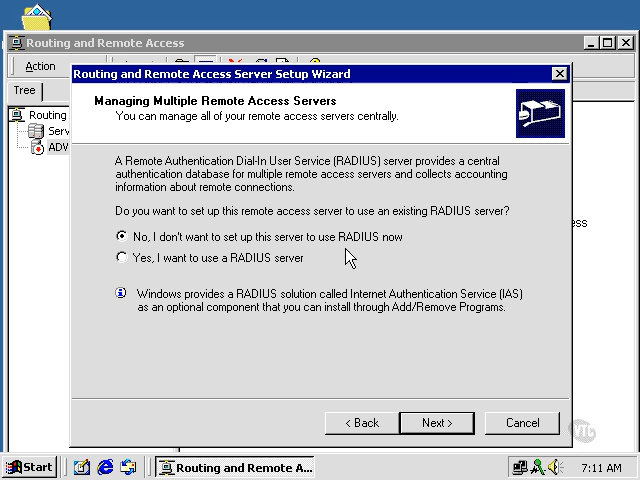 Routing and Remote Access
Action
Tree
Routing
Serv
ADV
ess
Routing and Remote Access Server Setup Wizard
Managing Multiple Remote Access Servers
You can manage all of your remote access servers centrally.
A Remote Authentication Dial-In User Service (RADIUS) server provides a central
authentication database for multiple remote access servers and collects accounting
information about remote connections.
Do you want to set up this remote access server to use an existing RADIUS server?
No, I don't want to set up this server to use RADIUS now
Yes, I want to use a RADIUS server
Windows provides a RADIUS solution called Internet Authentication Service (IAS)
as an optional component that you can install through Add/Remove Programs.
< Back
Next >
Cancel
VTC
Start
Routing and Remote A...
7:11 AM